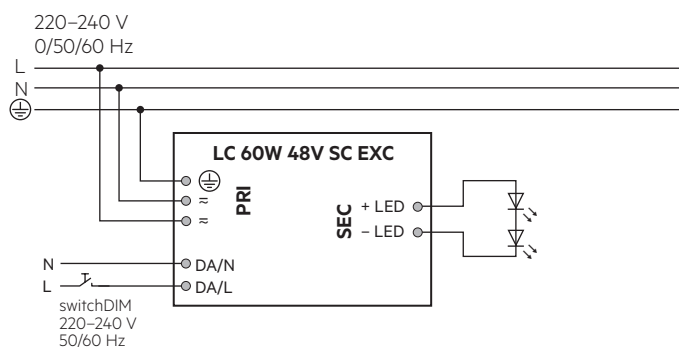 220–240 V
0/50/60 Hz
L
N
LC 60W 48V SC EXC
PRI
≂
≂
SEC
+ LED
– LED
N
DA/N
L
DA/L
switchDIM
220–240 V
50/60 Hz